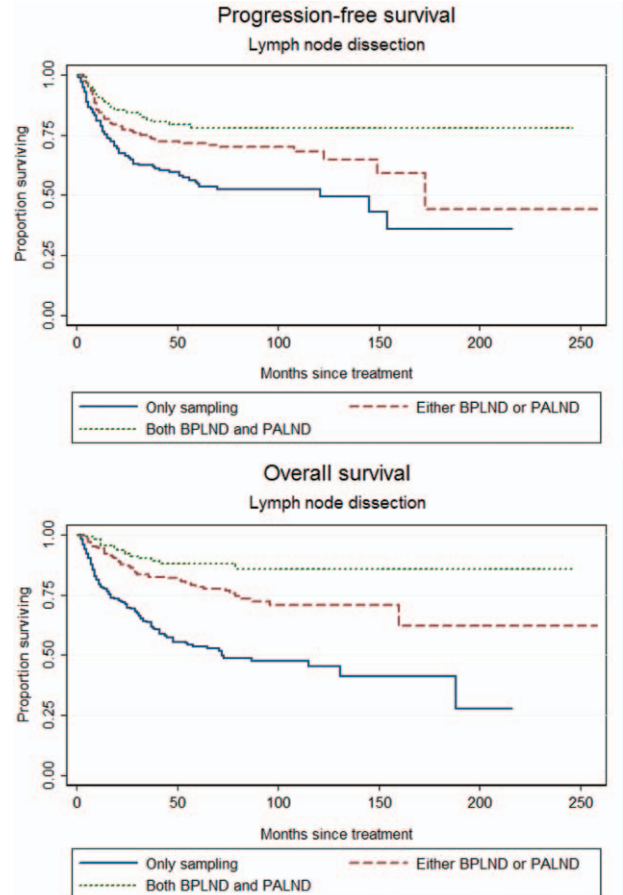 Progression-free survival
Lymph node dissection
1.00
0.75
0.50
0.25
0.00
Proportion surviving
0 50 100 150 200 250
Months since treatment
Only sampling Either BPLND or PALND
Both BPLND and PALND
Overall survival
Lymph node dissection
1.00
0.75
0.50
0.25
0.00
Proportion surviving
0 50 100 150 200 250
Months since treatment
Only sampling Either BPLND or PALND
Both BPLND and PALND